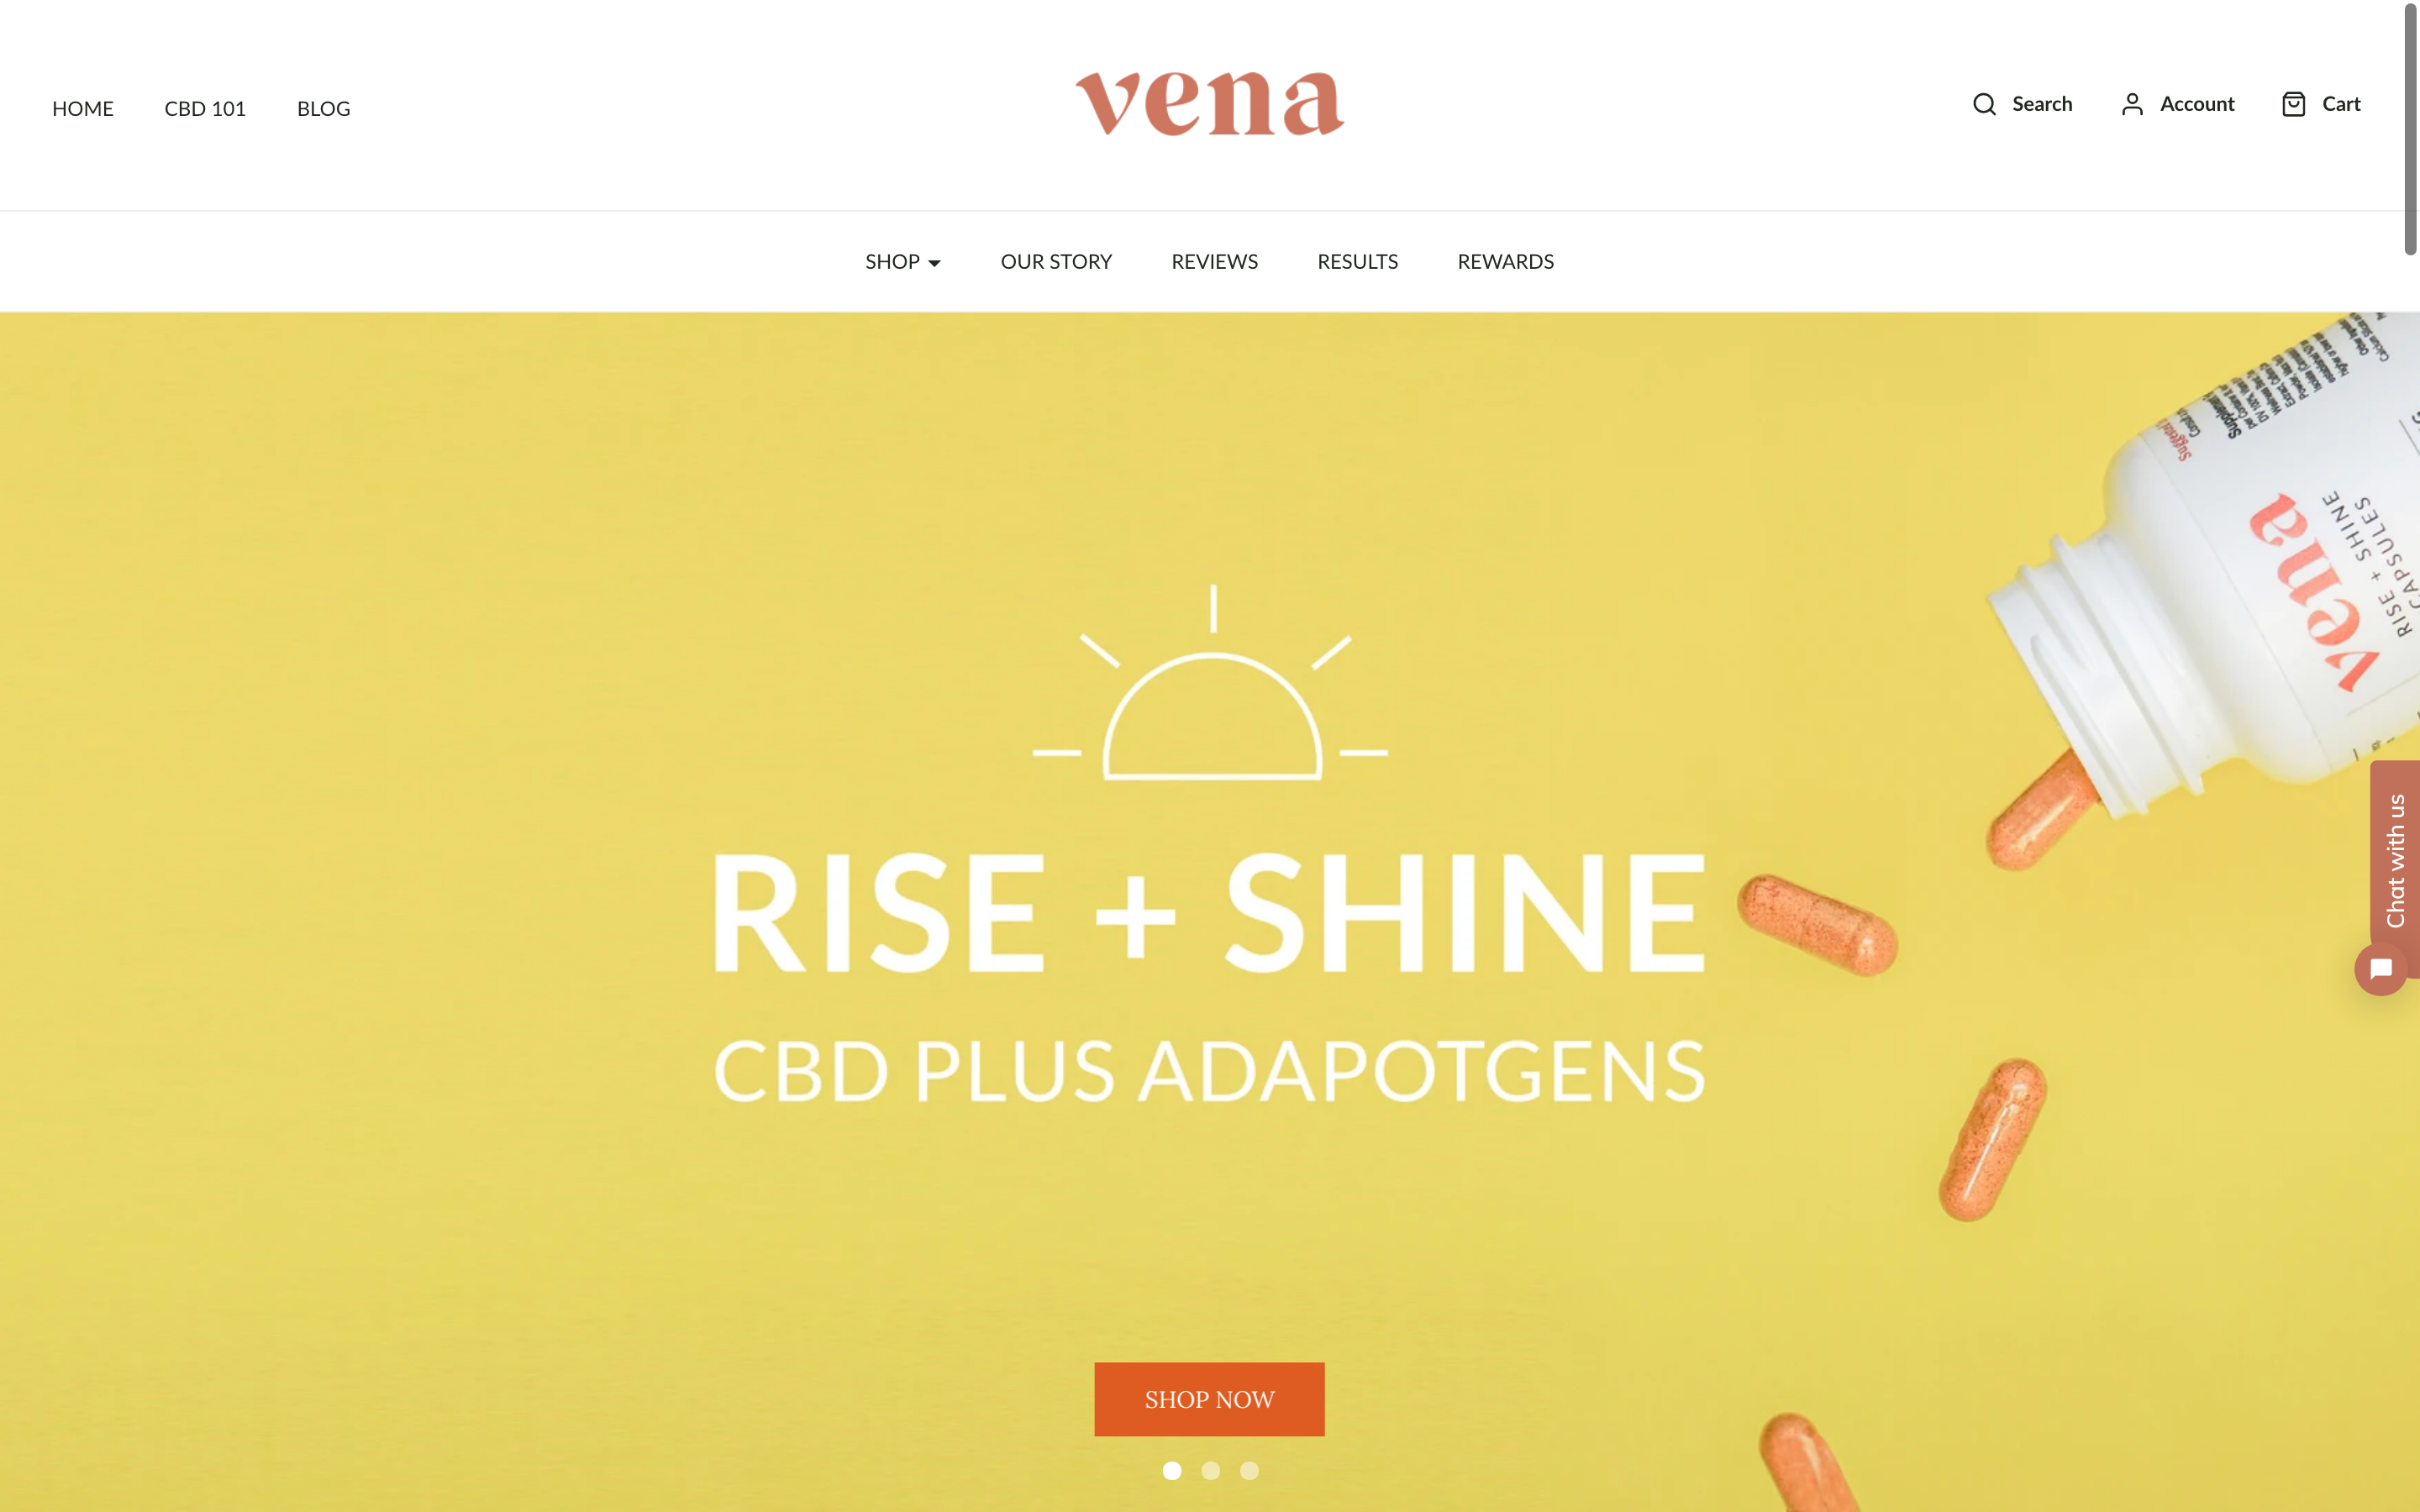 HOME CBD 101 BLOG
vena
Search Account Cart
SHOP OUR STORY REVIEWS RESULTS REWARDS
vena
RISE + SHINE
CAPSULES
Chat with us
RISE + SHINE
CBD PLUS ADAPOTGENS
SHOP NOW